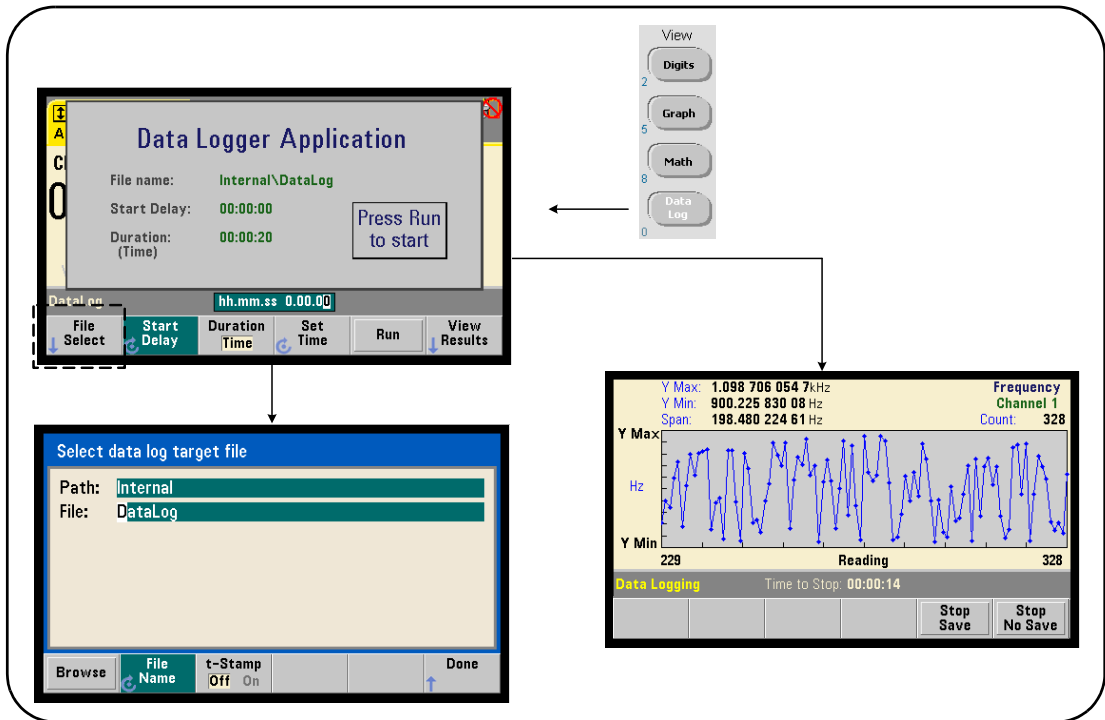 View
Digits
2
Graph
5
Math
8
Data
Log
0
A
Data Logger Application
File name: Internal\DataLog
Start Delay: 00:00:00
Duration: 00:00:20
(Time)
Press Run
to start
DataLog hh.mm.ss 0.00.00
File
Select
Start
Delay
Duration
Time
Set
Time
Run
View
Results
Select data log target file
Path: Internal
File: DataLog
Browse
File
Name
t-Stamp
Off On
Done
Y Max: 1.098 706 054 7kHz
Y Min: 900.225 830 08 Hz
Span: 198.480 224 61 Hz
Frequency
Channel 1
Count: 328
Y Max
Hz
Y Min
229 Reading 328
Data Logging Time to Stop: 00:00:14
Stop
Save
Stop
No Save